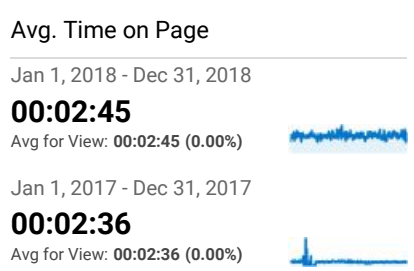 Avg. Time on Page
Jan 1, 2018 - Dec 31, 2018
00:02:45
Avg for View: 00:02:45 (0.00%)
Jan 1, 2017 - Dec 31, 2017
00:02:36
Avg for View: 00:02:36 (0.00%)